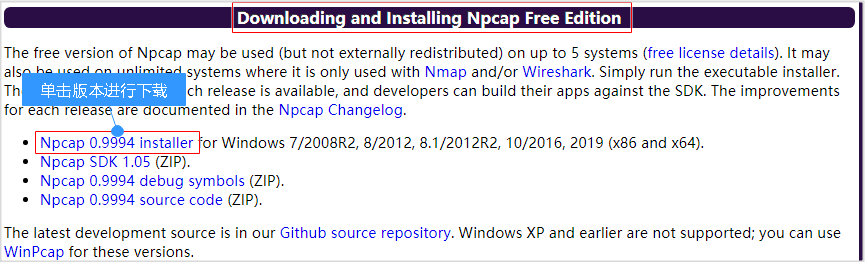 Downloading and Installing Npcap Free Edition
The free version of Npcap may be used (but not externally redistributed) on up to 5 systems (free license details). It may
also be used on unlimited systems where it is only used with Nmap and/or Wireshark. Simply run the executable installer.
The ch release is available, and developers can build their apps against the SDK. The improvements
单击版本进行下载
for each release are documented in the Npcap Changelog.
Npcap 0.9994 installer for Windows 7/2008R2, 8/2012, 8.1/2012R2, 10/2016, 2019 (x86 and x64).
Npcap SDK 1.05 (ZIP).
Npcap 0.9994 debug symbols (ZIP).
Npcap 0.9994 source code (ZIP).
The latest development source is in our Github source repository. Windows XP and earlier are not supported; you can use
WinPcap for these versions.